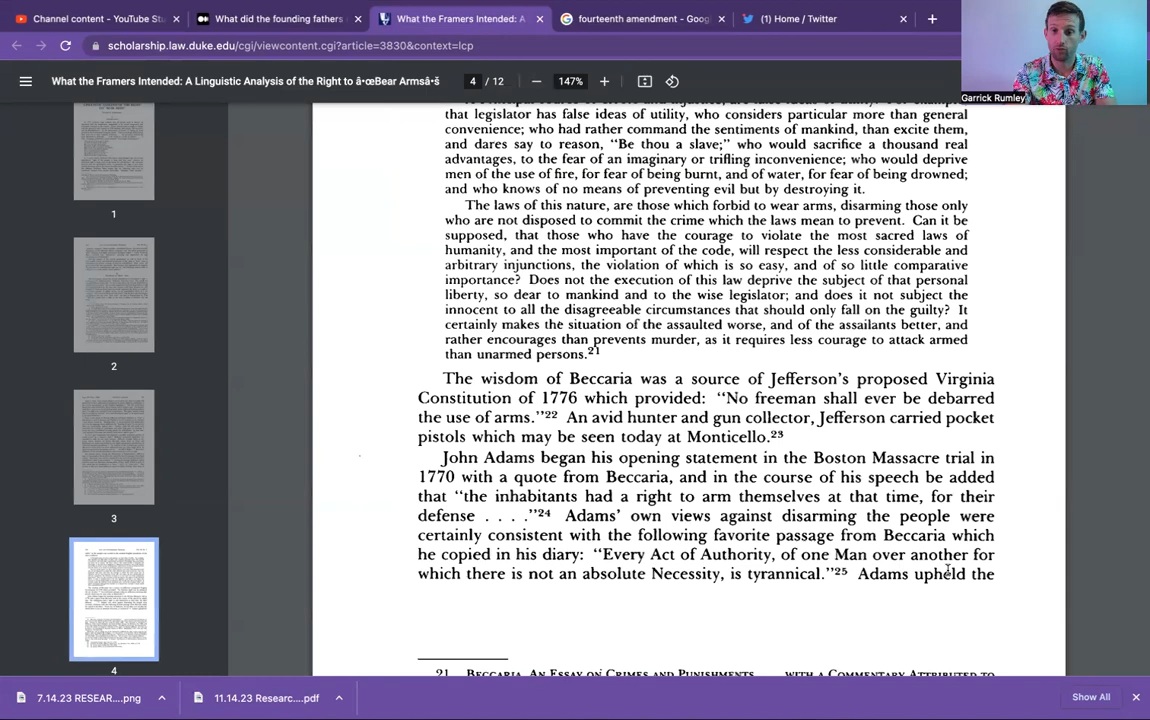 Content - YouTube St
What did the founding fathers
What the Framers Intended: A
fourteenth amendment - Goog
(1) Home / Twitter
scholarship.law.duke.edu/cgi/viewcontent.cgi?article=3830&context=lcp
What the Framers Intended: A Linguistic Analysis of the Right to â•œBear Armsâ•š
4 / 12
147%
Garrick Rumley
that legislator has false ideas of utility, who considers particular more than general
convenience; who had rather command the sentiments of mankind, than excite them,
and dares say to reason, "Be thou a slave;" who would sacrifice a thousand real
advantages, to the fear of an imaginary or trifling inconvenience; who would deprive
men of the use of fire, for fear of being burnt, and of water, for fear of being drowned;
and who knows of no means of preventing evil but by destroying it.
The laws of this nature, are those which forbid to wear arms, disarming those only
who are not disposed to commit the crime which the laws mean to prevent. Can it be
supposed, that those who have the courage to violate the most sacred laws of
humanity, and the most important of the code, will respect the less considerable and
arbitrary injunctions, the violation of which is so easy, and of so little comparative
importance? Does not the execution of this law deprive the subject of that personal
liberty, so dear to mankind and to the wise legislator; and does it not subject the
innocent to all the disagreeable circumstances that should only fall on the guilty? It
certainly makes the situation of the assaulted worse, and of the assailants better, and
rather encourages than prevents murder, as it requires less courage to attack armed
than unarmed persons.21
The wisdom of Beccaria was a source of Jefferson's proposed Virginia
Constitution of 1776 which provided: "No freeman shall ever be debarred
the use of arms."22 An avid hunter and gun collector, Jefferson carried pocket
pistols which may be seen today at Monticello.23
John Adams began his opening statement in the Boston Massacre trial in
1770 with a quote from Beccaria, and in the course of his speech be added
that "the inhabitants had a right to arm themselves at that time, for their
defense . . . ."24 Adams' own views against disarming the people were
certainly consistent with the following favorite passage from Beccaria which
he copied in his diary: "Every Act of Authority, of one Man over another for
which there is not an absolute Necessity, is tyrannical."25 Adams upheld the
21 BECCARIA, AN ESSAY ON CRIMES AND PUNISHMENTS WITH A COMMENTARY ATTRIBUTED TO
1
2
3
4
7.14.23 RESEAR....png
11.14.23 Researc....pdf
Show All